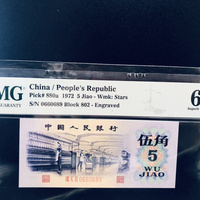 MG
GUARANTY
China / People's Republic
Pick# 880a 1972 5 Jiao - Wmk: Stars
S/N 0660089 Block 802 - Engraved
6
Superb
中国人民银行
伍角
5
WU
JIAO